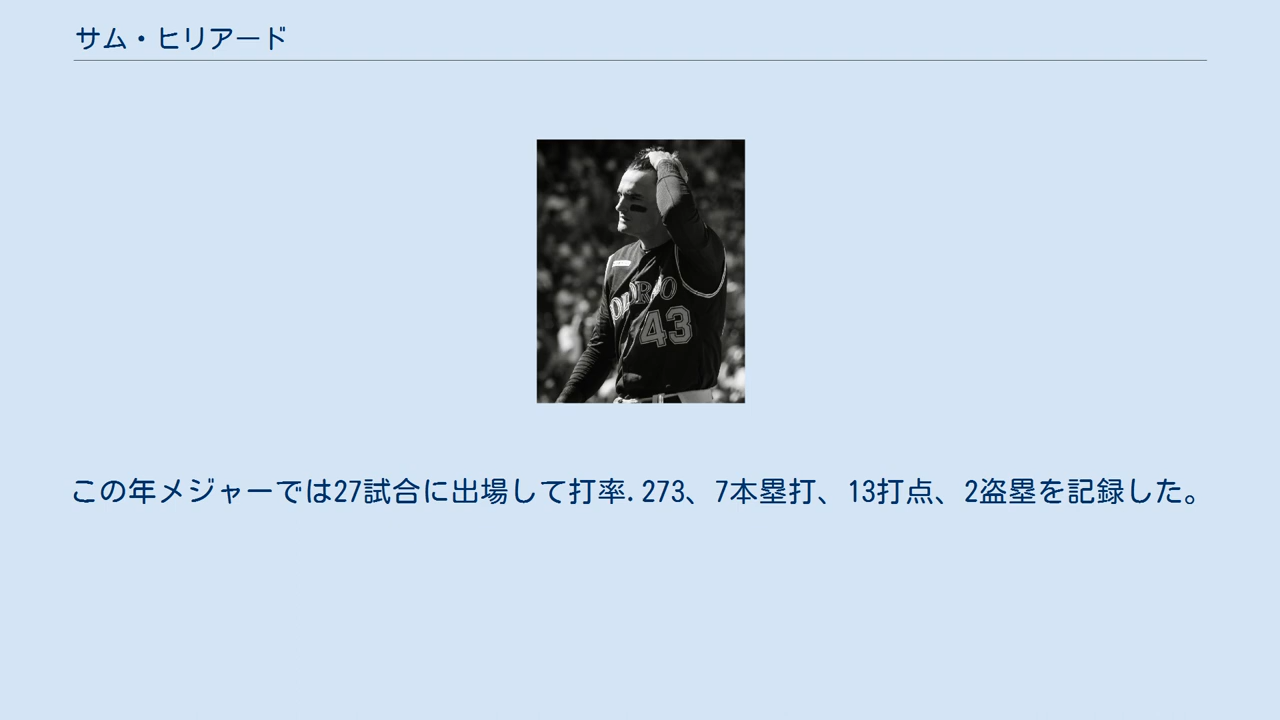 サム・ヒリアード
43
この年メジャーでは27試合に出場して打率.273、7本塁打、13打点、2盗塁を記録した。